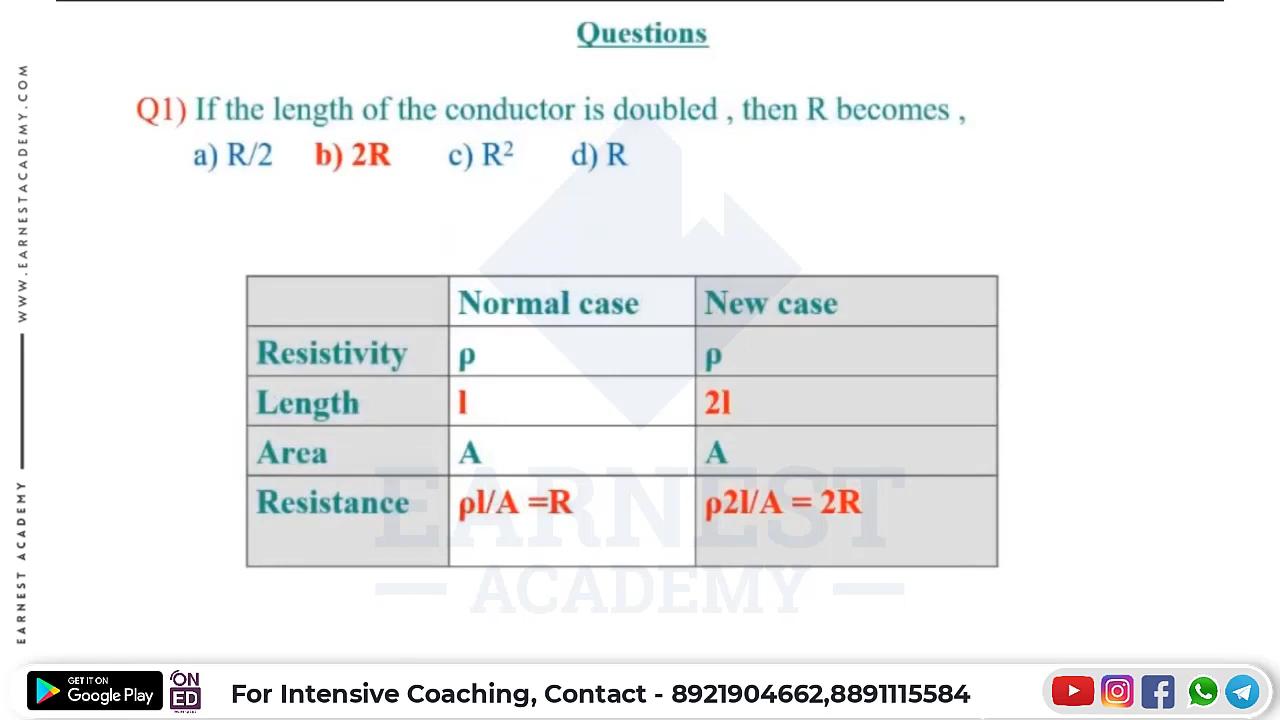 Questions
Q1) If the length of the conductor is doubled , then R becomes ,
a) R/2 b) 2R c) R² d) R
Normal case New case
Resistivity ρ ρ
Length l 2l
Area A A
Resistance ρl/A =R ρ2l/A = 2R
EARNEST
ACADEMY
EARNEST ACADEMY WWW.EARNESTACADEMY.COM
GET IT ON
Google Play
ON
ED
For Intensive Coaching, Contact - 8921904662,8891115584